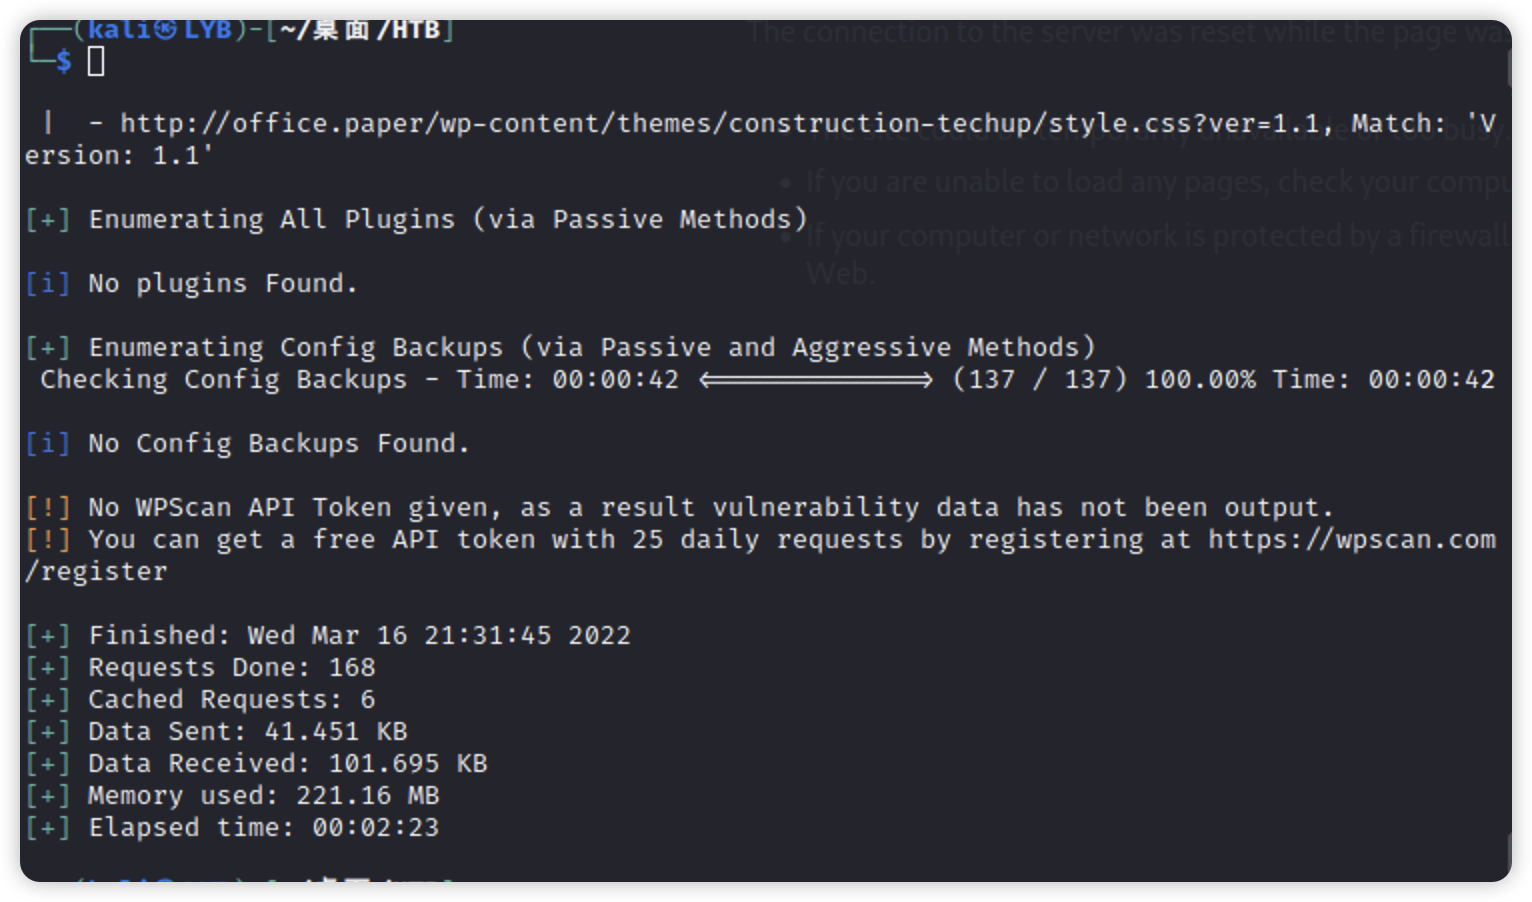 ┌──(kali㉿LYB)-[~/桌面/HTB]
└─$
The connection to the server was reset while the page wa
 |  - http://office.paper/wp-content/themes/construction-techup/style.css?ver=1.1, Match: 'V
ersion: 1.1'
If you are unable to load any pages, check your compu
[+] Enumerating All Plugins (via Passive Methods)
If your computer or network is protected by a firewall
Web.
[i] No plugins Found.
[+] Enumerating Config Backups (via Passive and Aggressive Methods)
 Checking Config Backups - Time: 00:00:42 <==============> (137 / 137) 100.00% Time: 00:00:42
[i] No Config Backups Found.
[!] No WPScan API Token given, as a result vulnerability data has not been output.
[!] You can get a free API token with 25 daily requests by registering at https://wpscan.com
/register
[+] Finished: Wed Mar 16 21:31:45 2022
[+] Requests Done: 168
[+] Cached Requests: 6
[+] Data Sent: 41.451 KB
[+] Data Received: 101.695 KB
[+] Memory used: 221.16 MB
[+] Elapsed time: 00:02:23